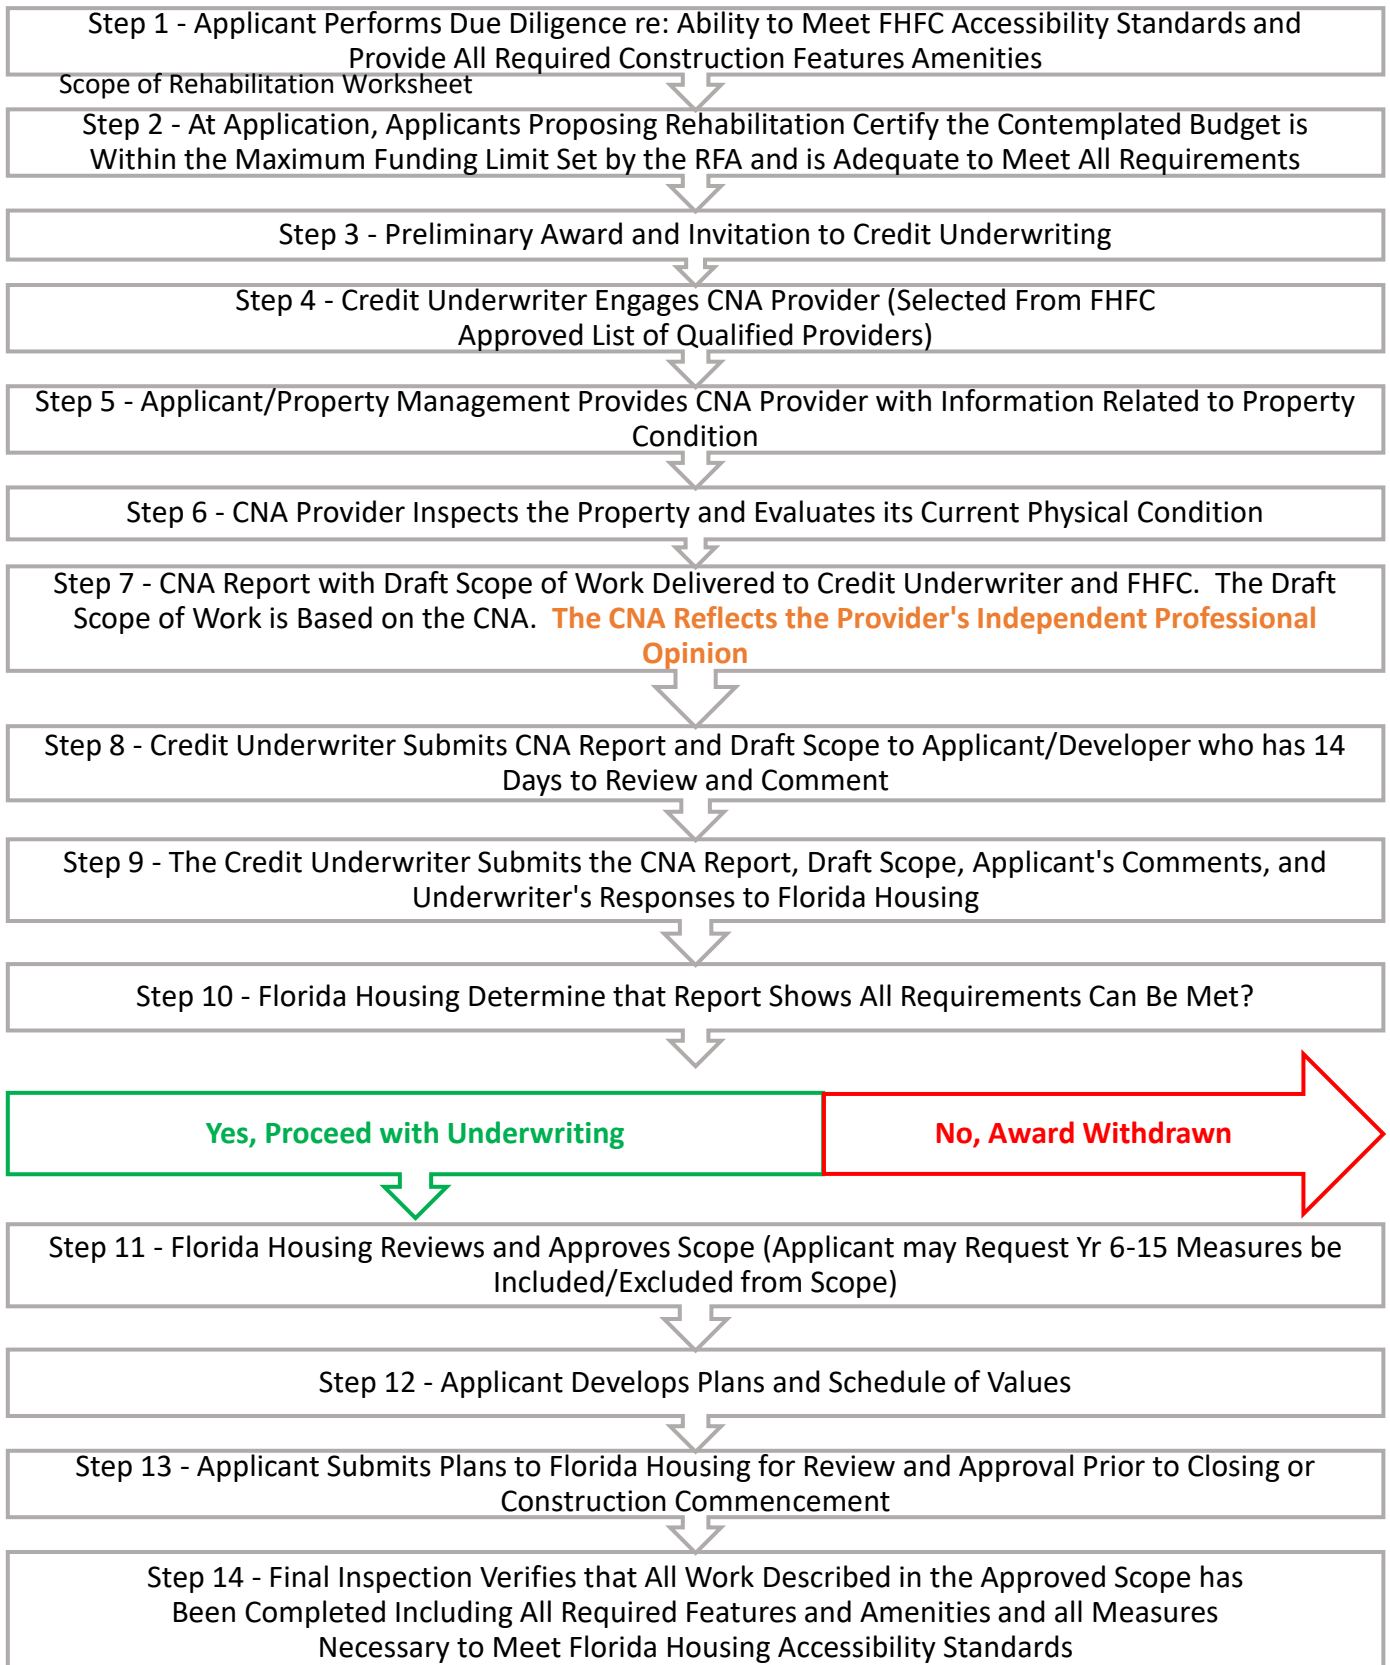 Step 1 - Applicant Performs Due Diligence re: Ability to Meet FHFC Accessibility Standards and
Provide All Required Construction Features Amenities
Scope of Rehabilitation Worksheet
Step 2 - At Application, Applicants Proposing Rehabilitation Certify the Contemplated Budget is
Within the Maximum Funding Limit Set by the RFA and is Adequate to Meet All Requirements
Step 3 - Preliminary Award and Invitation to Credit Underwriting
Step 4 - Credit Underwriter Engages CNA Provider (Selected From FHFC
Approved List of Qualified Providers)
Step 5 - Applicant/Property Management Provides CNA Provider with Information Related to Property
Condition
Step 6 - CNA Provider Inspects the Property and Evaluates its Current Physical Condition
Step 7 - CNA Report with Draft Scope of Work Delivered to Credit Underwriter and FHFC.  The Draft
Scope of Work is Based on the CNA.  The CNA Reflects the Provider's Independent Professional
Opinion
Step 8 - Credit Underwriter Submits CNA Report and Draft Scope to Applicant/Developer who has 14
Days to Review and Comment
Step 9 - The Credit Underwriter Submits the CNA Report, Draft Scope, Applicant's Comments, and
Underwriter's Responses to Florida Housing
Step 10 - Florida Housing Determine that Report Shows All Requirements Can Be Met?
Yes, Proceed with Underwriting
No, Award Withdrawn
Step 11 - Florida Housing Reviews and Approves Scope (Applicant may Request Yr 6-15 Measures be
Included/Excluded from Scope)
Step 12 - Applicant Develops Plans and Schedule of Values
Step 13 - Applicant Submits Plans to Florida Housing for Review and Approval Prior to Closing or
Construction Commencement
Step 14 - Final Inspection Verifies that All Work Described in the Approved Scope has
Been Completed Including All Required Features and Amenities and all Measures
Necessary to Meet Florida Housing Accessibility Standards